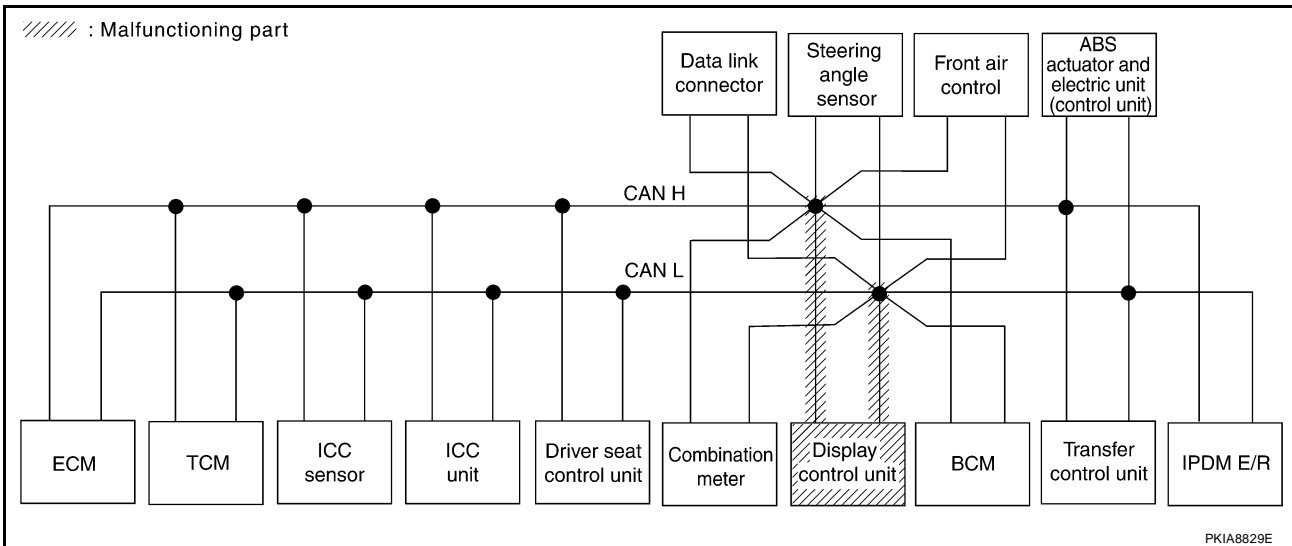 : Malfunctioning part
Data link
connector
Steering
angle
sensor
Front air
control
ABS
actuator and
electric unit
(control unit)
CAN H
CAN L
ECM
TCM
ICC
sensor
ICC
unit
Driver seat
control unit
Combination
meter
Display
control unit
BCM
Transfer
control unit
IPDM E/R
PKIA8829E